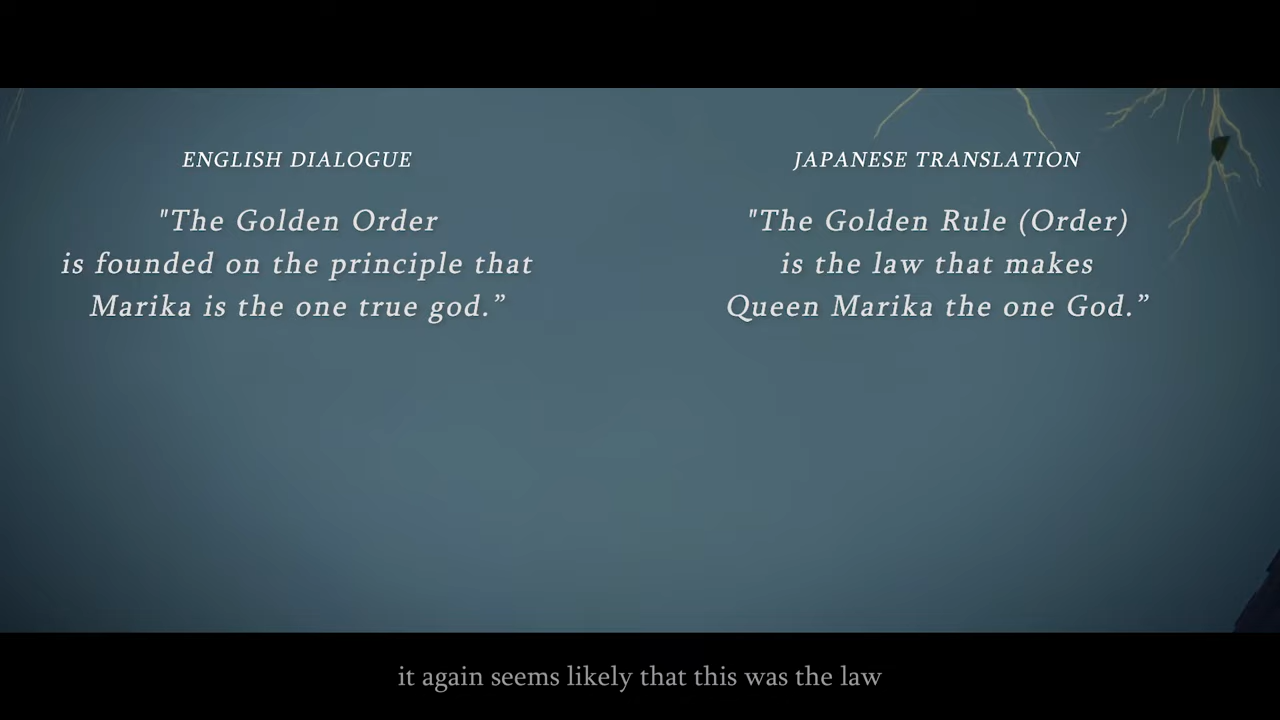 ENGLISH DIALOGUE
"The Golden Order
is founded on the principle that
Marika is the one true god.”
JAPANESE TRANSLATION
"The Golden Rule (Order)
is the law that makes
Queen Marika the one God.”
it again seems likely that this was the law